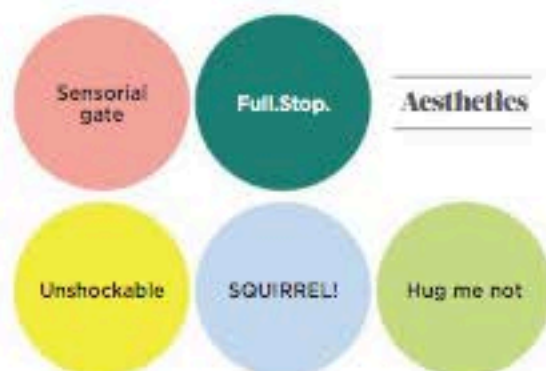 Sensorial
gate
Full.Stop.
Aesthetics
Unshockable
SQUIRREL!
Hug me not